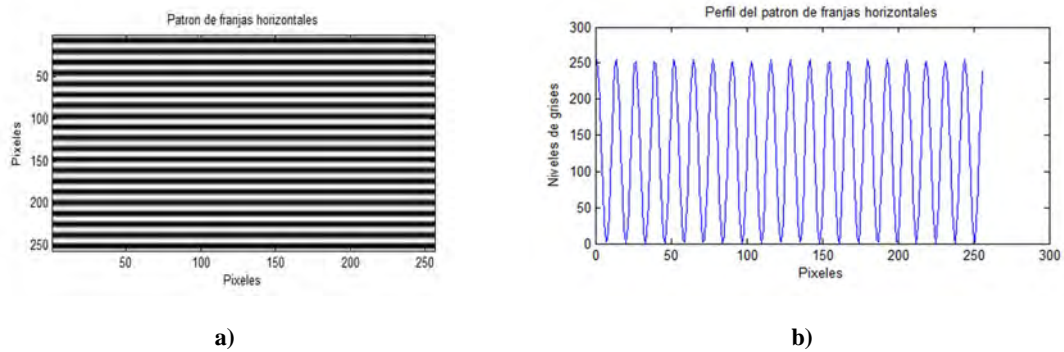 Patron de franjas horizontales
50
100
150
200
250
50 100 150 200 250
Pixeles
Pixeles
a)
Perfil del patron de franjas horizontales
300
250
200
150
100
50
0
0 50 100 150 200 250 300
Niveles de grises
Pixeles
b)